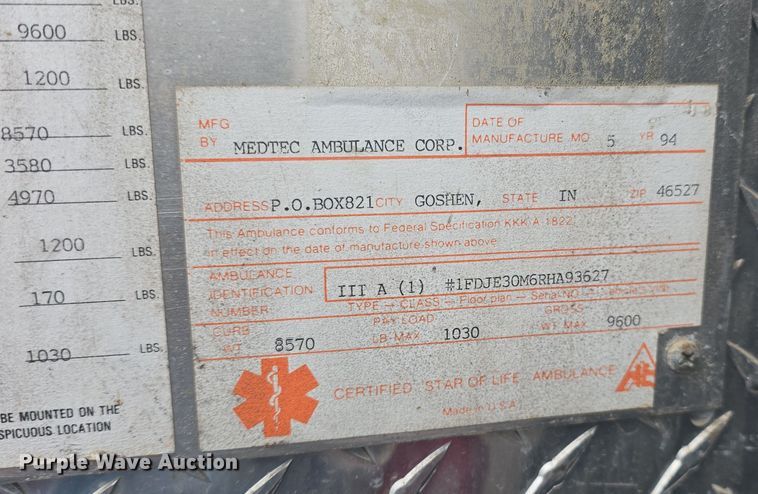 LBS.
9600 LBS.
1200 LBS.
8570 LBS.
3580 LBS.
4970 LBS.
1200 LBS.
170 LBS.
1030 LBS.
BE MOUNTED ON THE
SPICUOUS LOCATION
MFG
BY MEDTEC AMBULANCE CORP.
DATE OF
MANUFACTURE MO 5 YR 94
ADDRESS P.O.BOX821 CITY GOSHEN, STATE IN ZIP 46527
This Ambulance conforms to Federal Specification KKK-A-1822
in effect on the date of manufacture shown above
AMBULANCE
IDENTIFICATION
NUMBER:
III A (1) #1FDJE30M6RHA93627
TYPE — CLASS — Floor plan — Serial NO
CURB
WT 8570
PAY LOAD
LB MAX 1030
GROSS
WT MAX 9600
CERTIFIED "STAR OF LIFE" AMBULANCE
Made in U.S.A.
Purple Wave Auction